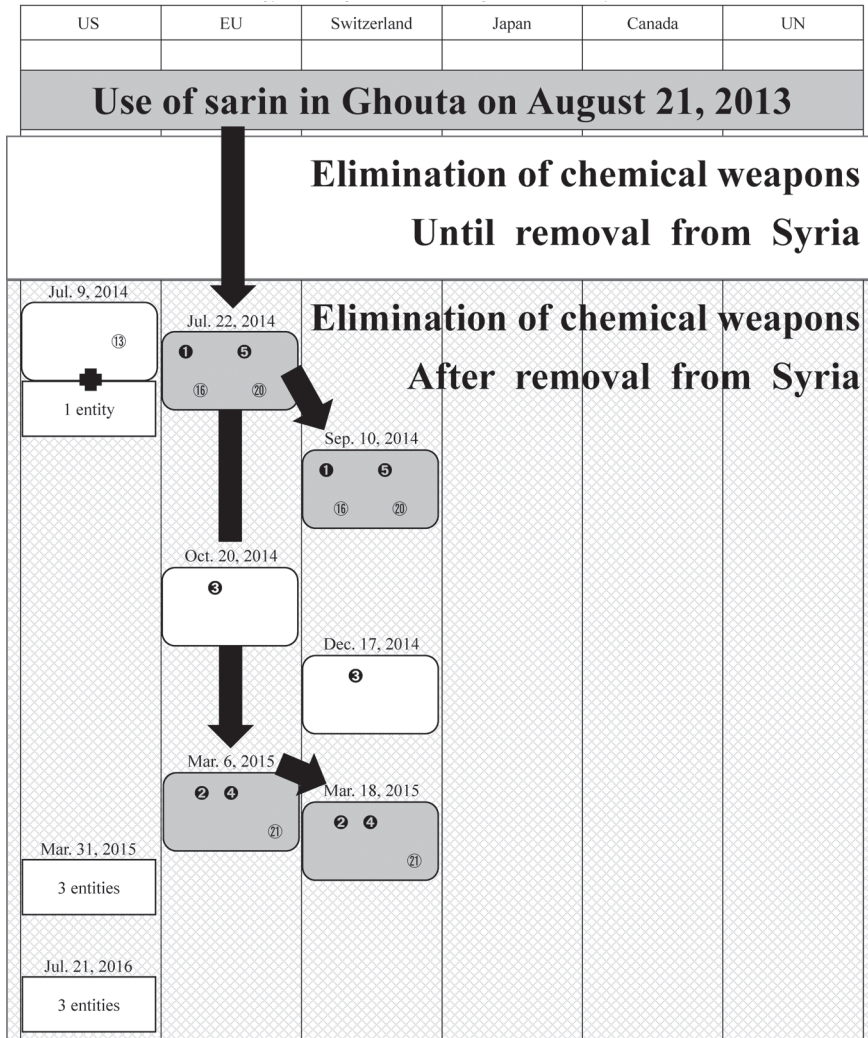 US EU Switzerland Japan Canada UN
Use of sarin in Ghouta on August 21, 2013
Elimination of chemical weapons
Until removal from Syria
Elimination of chemical weapons
After removal from Syria
Jul. 9, 2014
⑬
1 entity
Jul. 22, 2014
❶ ❺
⑯ ⑳
Sep. 10, 2014
❶ ❺
⑯ ⑳
Oct. 20, 2014
❸
Dec. 17, 2014
❸
Mar. 6, 2015
❷ ❹
㉑
Mar. 18, 2015
❷ ❹
㉑
Mar. 31, 2015
3 entities
Jul. 21, 2016
3 entities